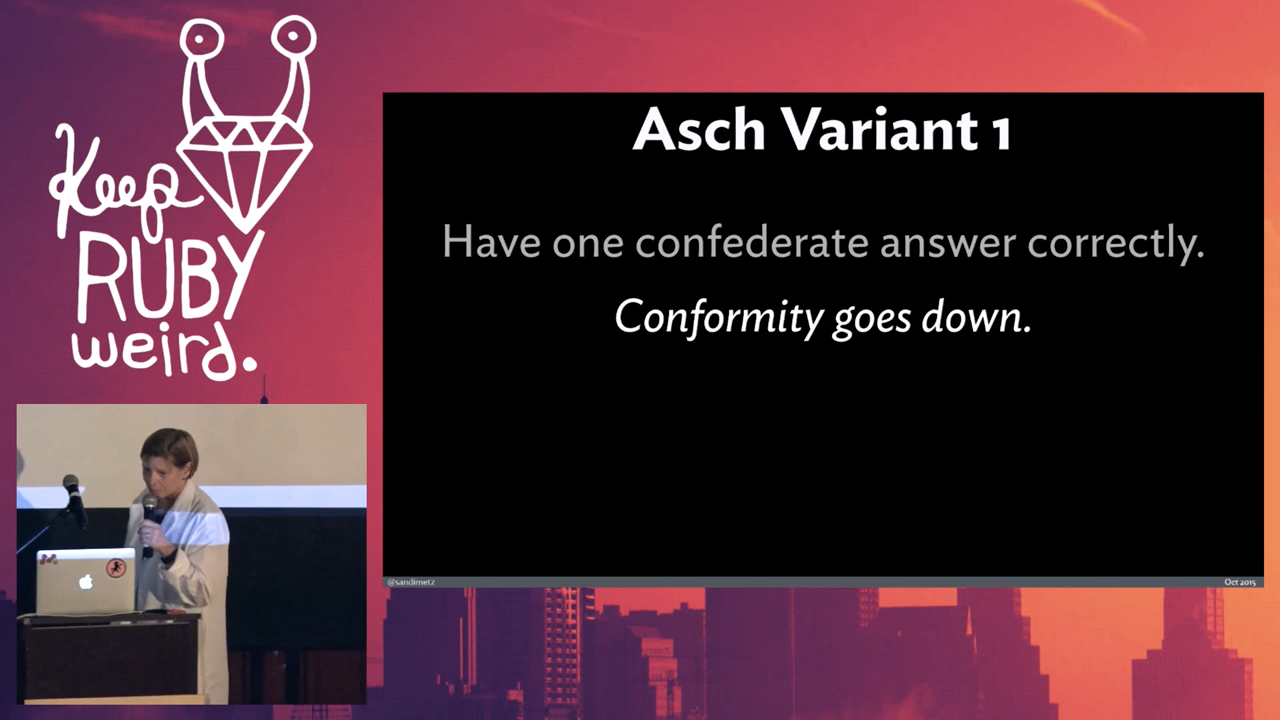 Keep
RUBY
weird.
Asch Variant 1
Have one confederate answer correctly.
Conformity goes down.
@sandimetz
Oct 2015